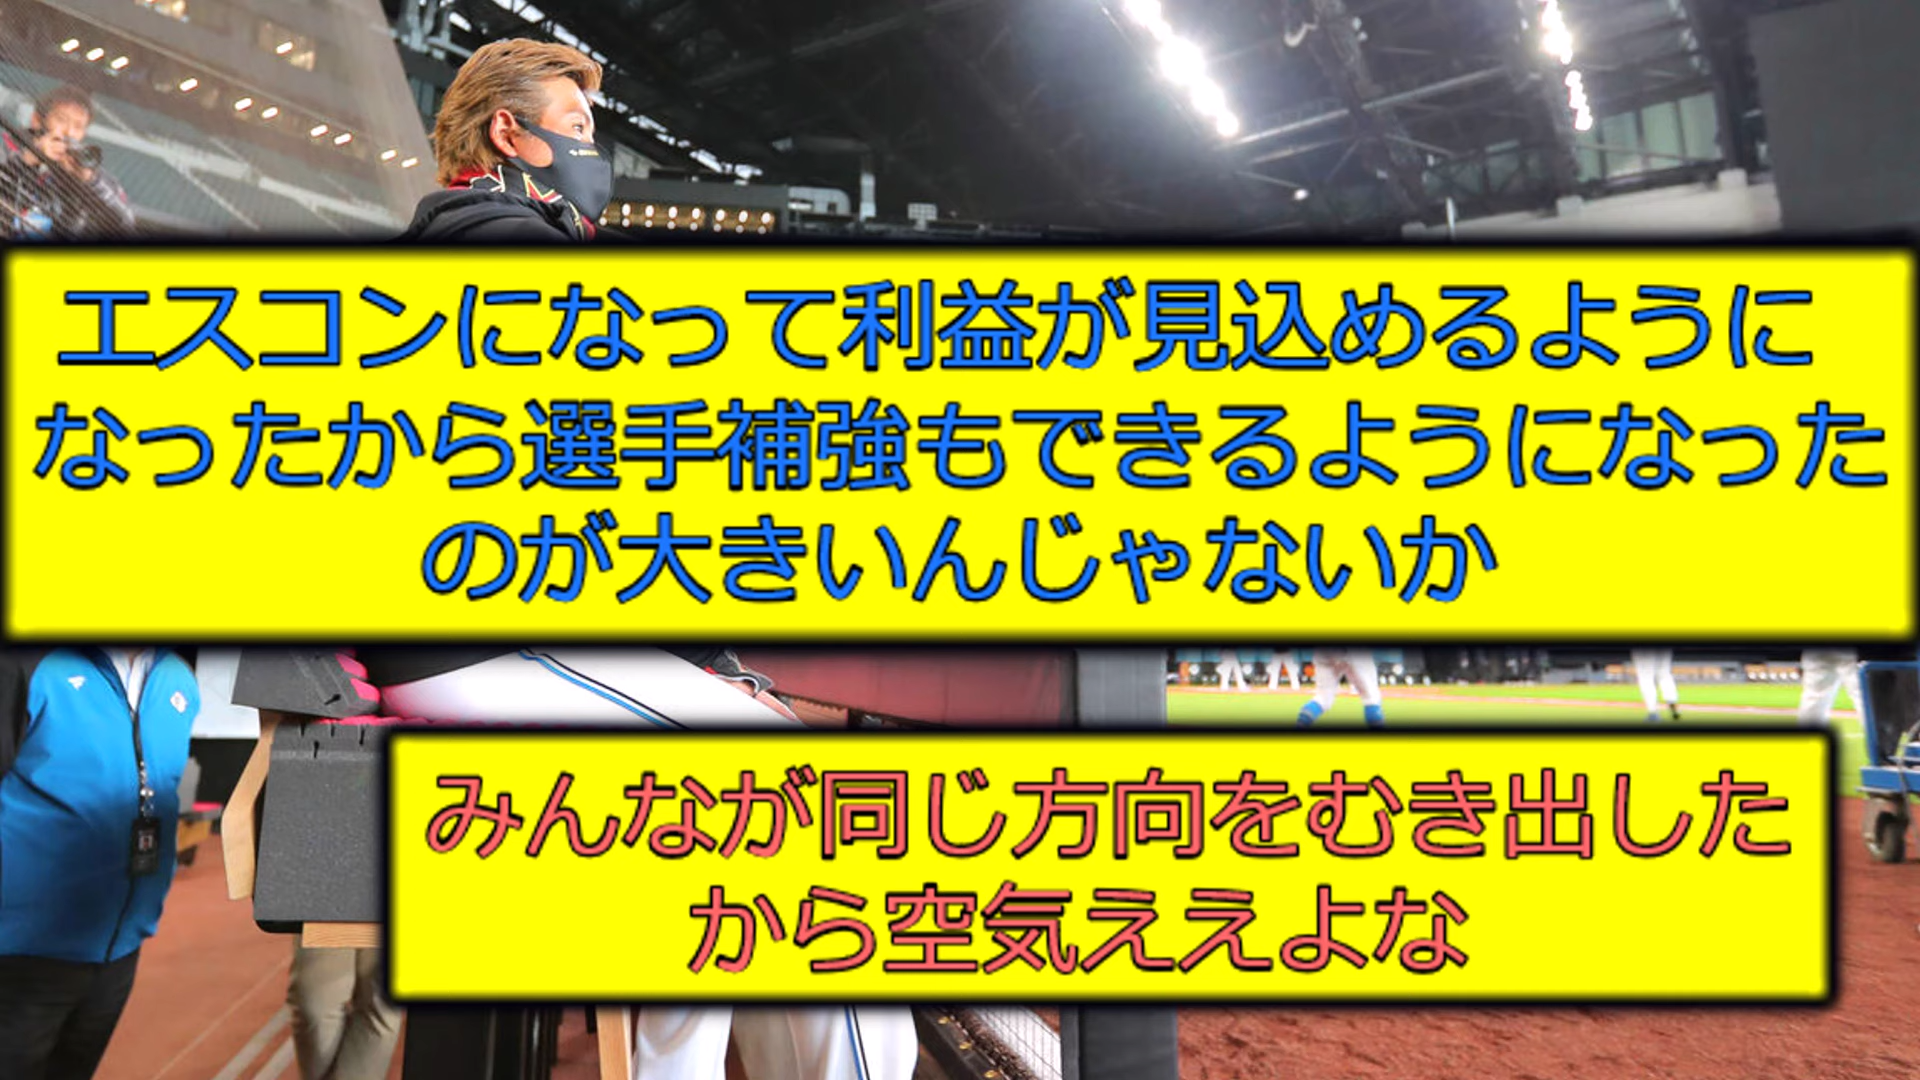 エスコンになって利益が見込めるように
なったから選手補強もできるようになった
のが大きいんじゃないか
みんなが同じ方向をむき出した
から空気ええよな